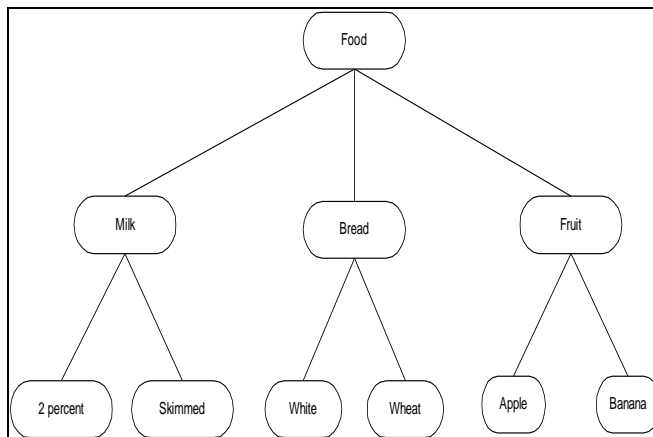 Food
Milk
Bread
Fruit
2 percent
Skimmed
White
Wheat
Apple
Banana